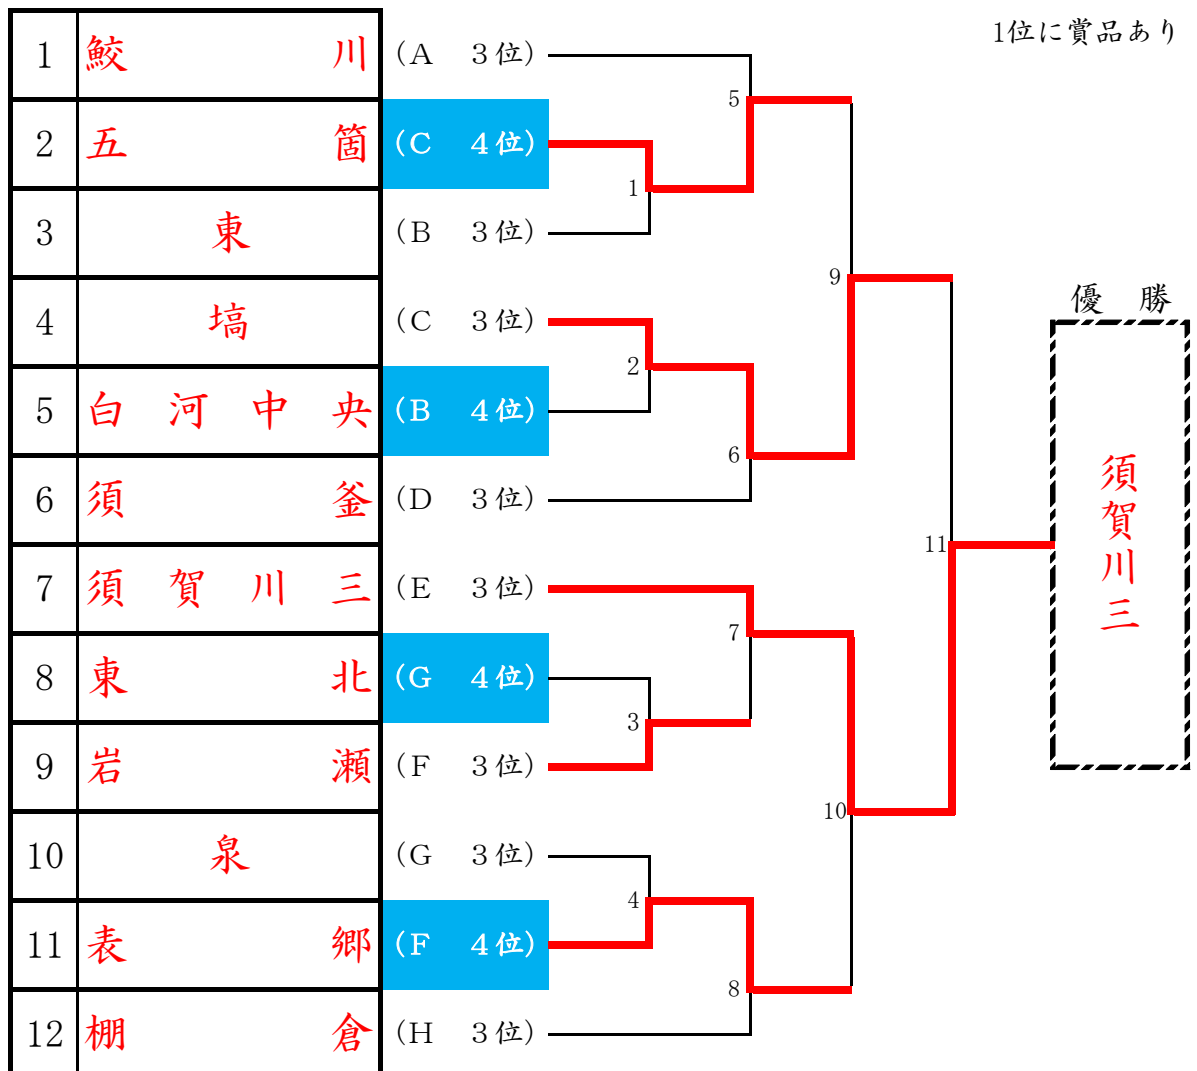 1位に賞品あり
1 鮫川 (A 3位)
2 五箇 (C 4位)
3 東 (B 3位)
4 塙 (C 3位)
5 白河中央 (B 4位)
6 須釜 (D 3位)
7 須賀川三 (E 3位)
8 東北 (G 4位)
9 岩瀬 (F 3位)
10 泉 (G 3位)
11 表郷 (F 4位)
12 棚倉 (H 3位)
1
2
3
4
5
6
7
8
9
10
11
優勝
須賀川三